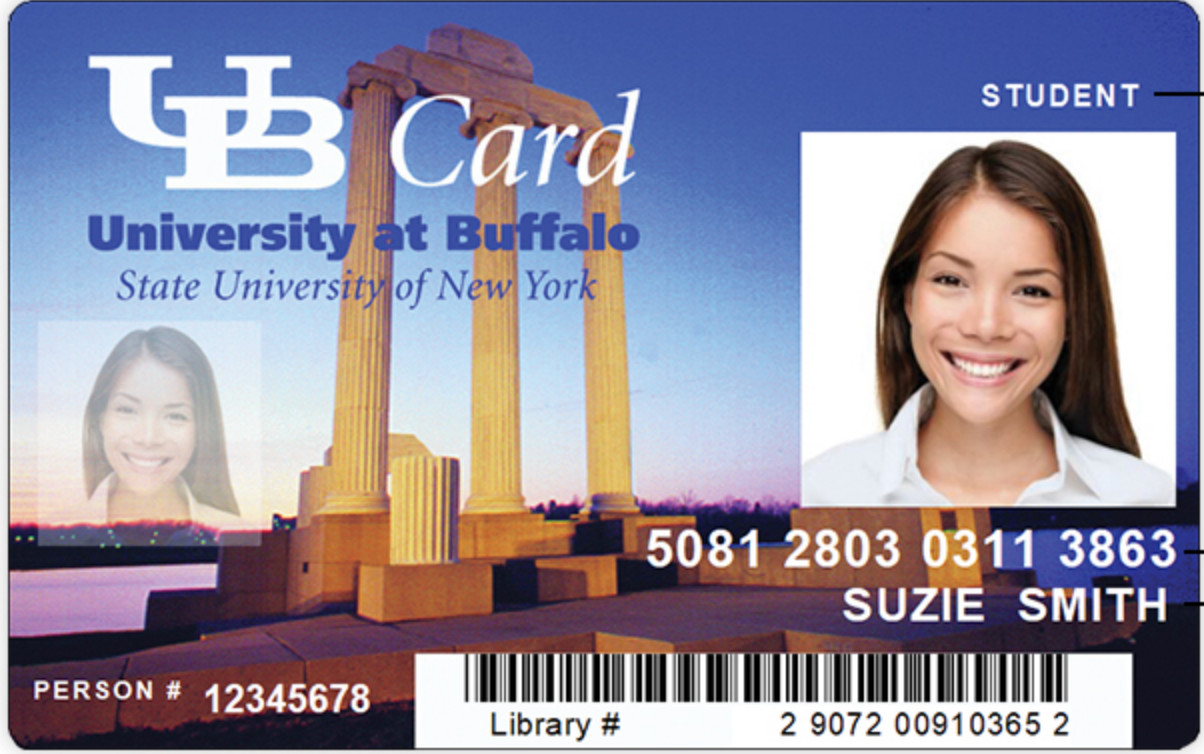 UB Card
University at Buffalo
State University of New York
STUDENT
5081 2803 0311 3863
SUZIE SMITH
PERSON # 12345678
Library # 2 9072 00910365 2